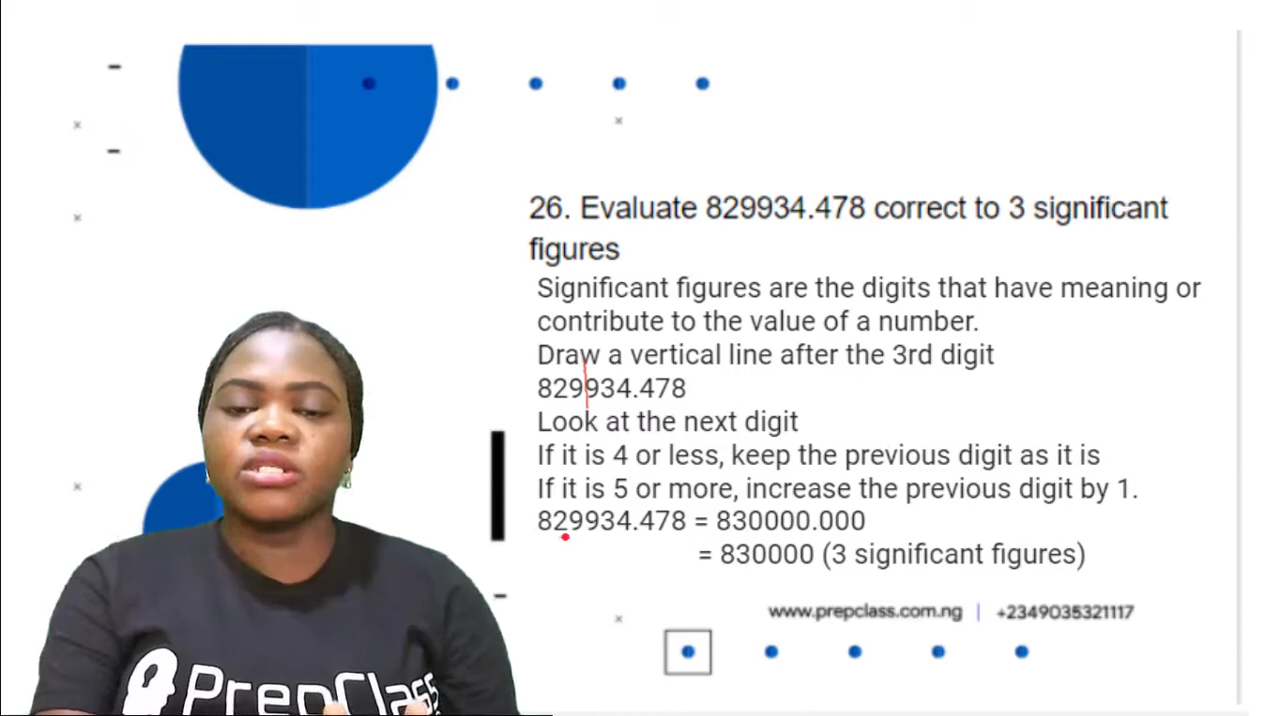 26. Evaluate 829934.478 correct to 3 significant
figures
Significant figures are the digits that have meaning or
contribute to the value of a number.
Draw a vertical line after the 3rd digit
829934.478
Look at the next digit
If it is 4 or less, keep the previous digit as it is
If it is 5 or more, increase the previous digit by 1.
829934.478 = 830000.000
= 830000 (3 significant figures)
www.prepclass.com.ng | +2349035321117
PrepClass